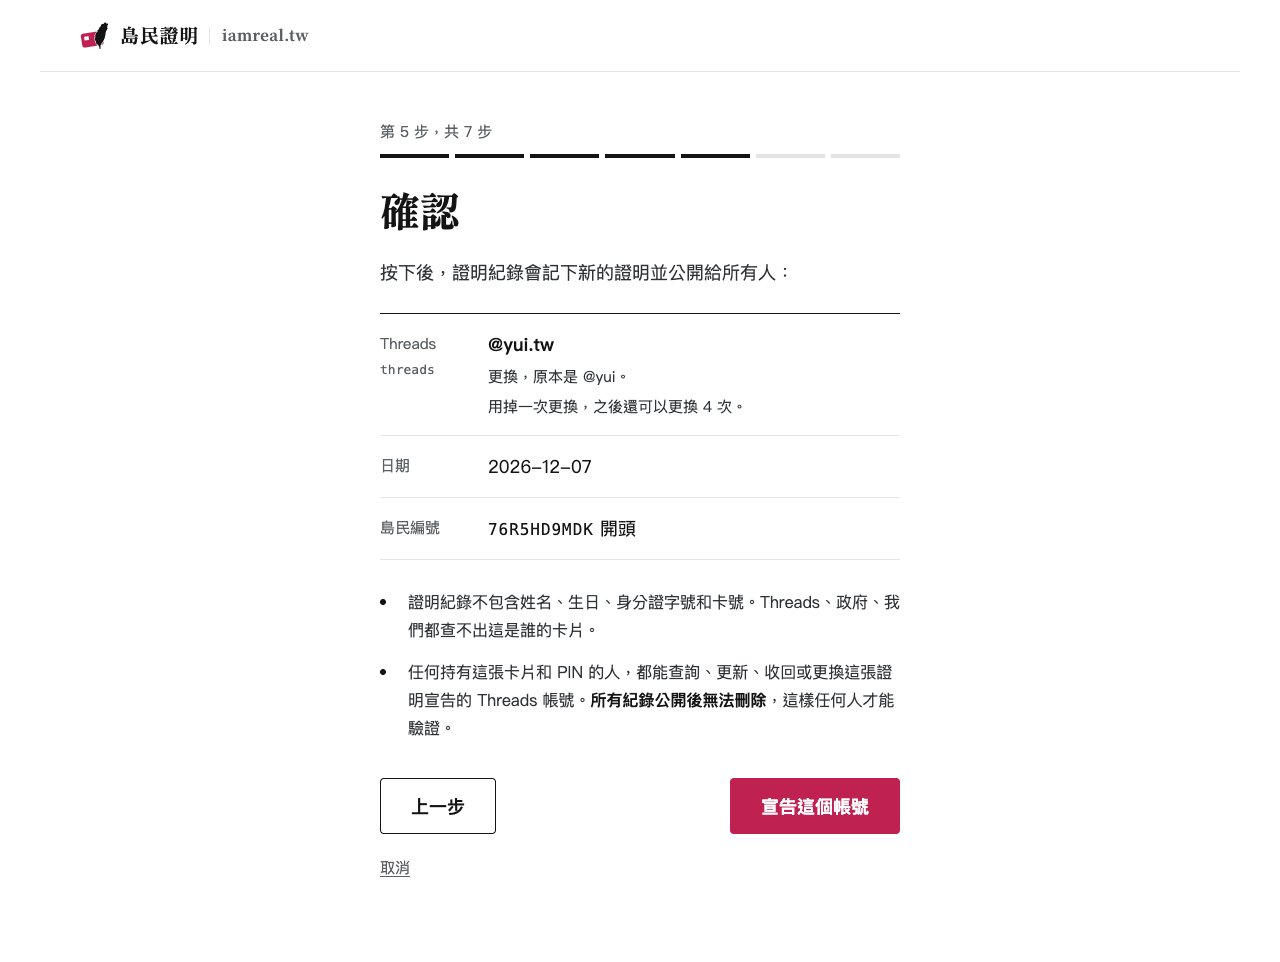 島民證明
iamreal.tw
第 5 步，共 7 步
確認
按下後，證明紀錄會記下新的證明並公開給所有人：
Threads
threads
@yui.tw
更換，原本是 @yui。
用掉一次更換，之後還可以更換 4 次。
日期
2026–12–07
島民編號
76R5HD9MDK 開頭
• 證明紀錄不包含姓名、生日、身分證字號和卡號。Threads、政府、我
們都查不出這是誰的卡片。
• 任何持有這張卡片和 PIN 的人，都能查詢、更新、收回或更換這張證
明宣告的 Threads 帳號。所有紀錄公開後無法刪除，這樣任何人才能
驗證。
上一步
宣告這個帳號
取消